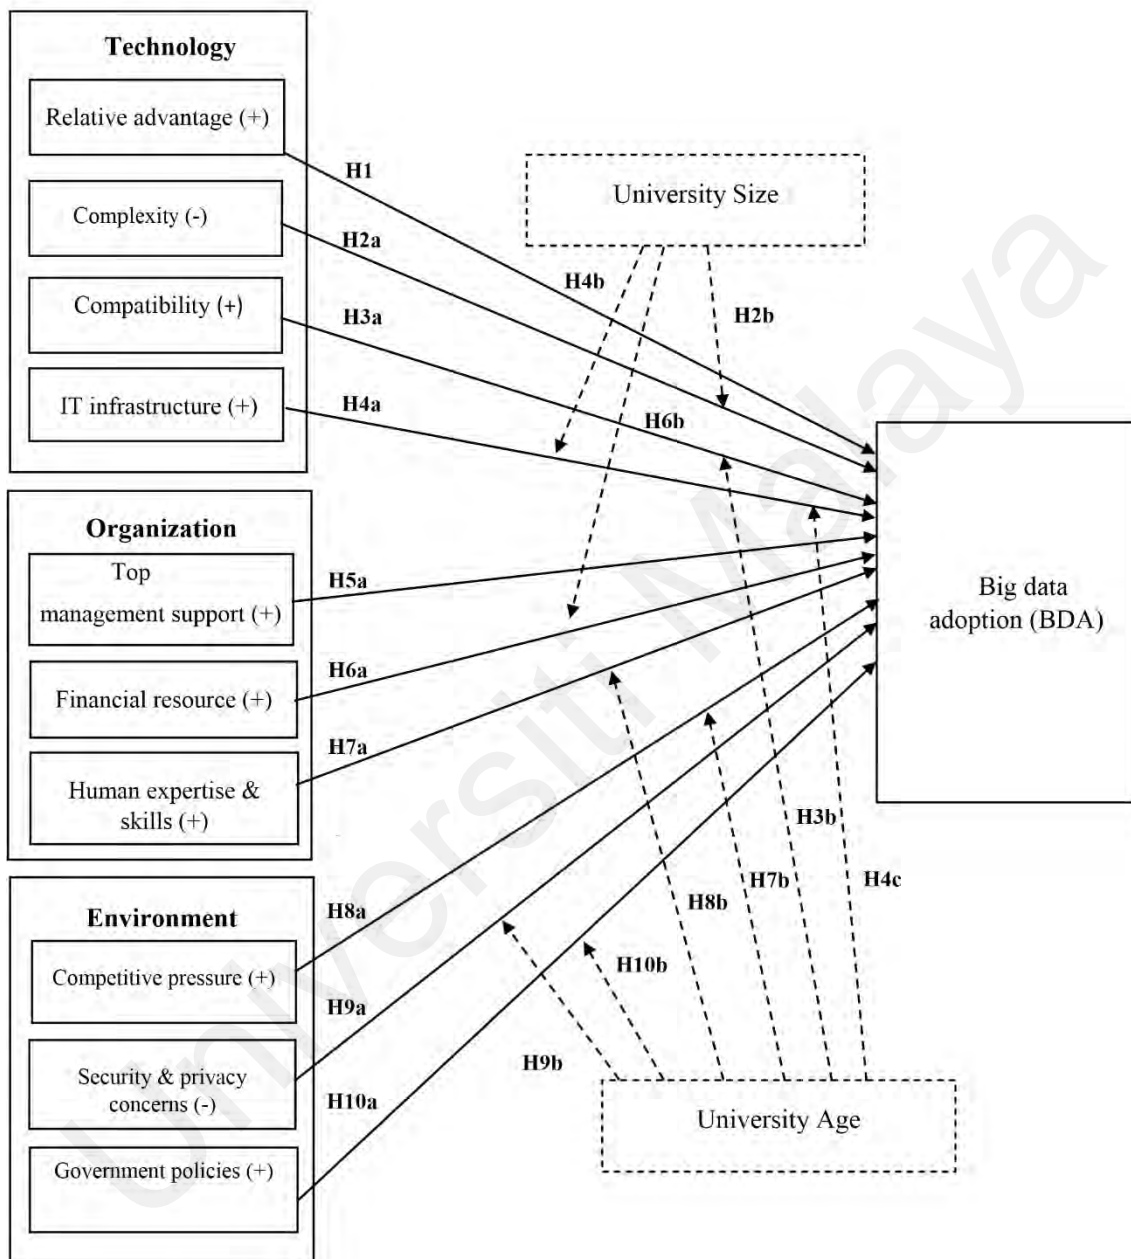 Technology
Relative advantage (+)
Complexity (-)
Compatibility (+)
IT infrastructure (+)
Organization
Top
management support (+)
Financial resource (+)
Human expertise &
skills (+)
Environment
Competitive pressure (+)
Security & privacy
concerns (-)
Government policies (+)
H1
H2a
H3a
H4a
H5a
H6a
H7a
H8a
H9a
H10a
University Size
H4b
H2b
H6b
H3b
H4c
H7b
H8b
H10b
H9b
University Age
Big data
adoption (BDA)
Universiti Malaya